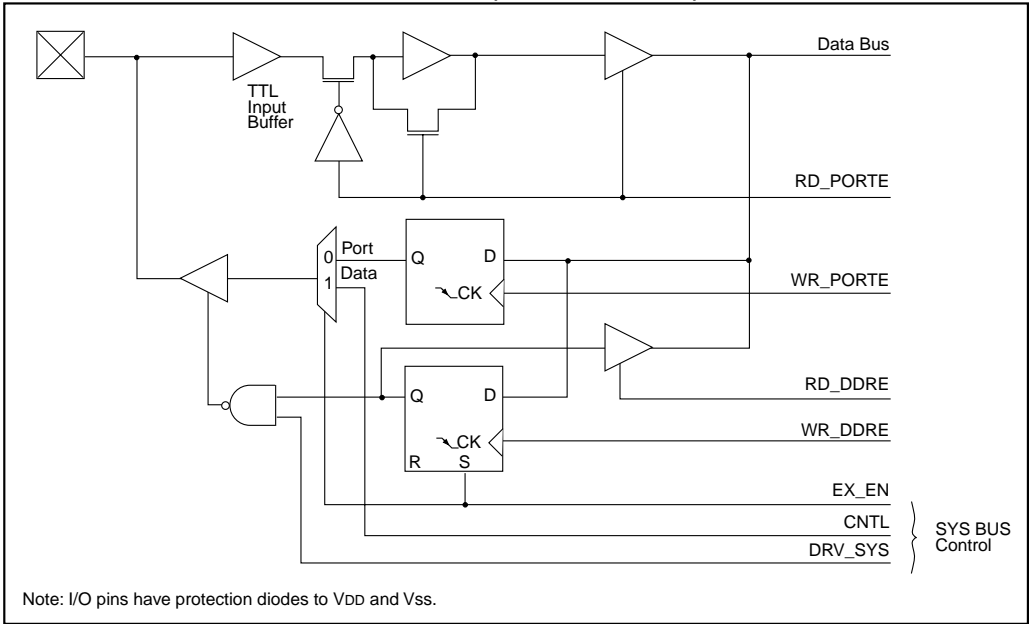 Data Bus
TTL
Input
Buffer
RD_PORTE
0 Port
1 Data
Q D
CK
WR_PORTE
RD_DDRE
Q D
CK
R S
WR_DDRE
EX_EN
CNTL
DRV_SYS
SYS BUS
Control
Note: I/O pins have protection diodes to VDD and Vss.